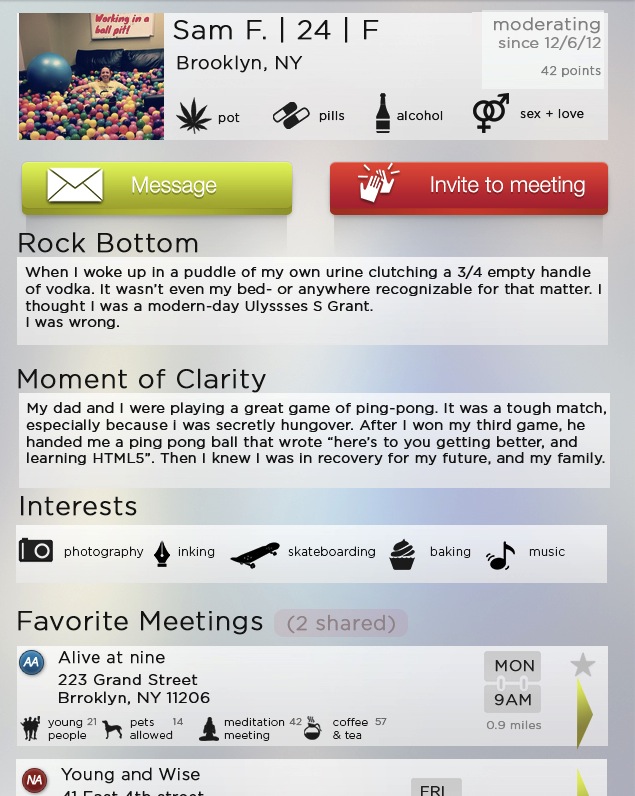 Working in a
ball pit!
Sam F. | 24 | F
moderating
since 12/6/12
Brooklyn, NY
42 points
pot
pills
alcohol
sex + love
Message
Invite to meeting
Rock Bottom
When I woke up in a puddle of my own urine clutching a 3/4 empty handle
of vodka. It wasn't even my bed- or anywhere recognizable for that matter. I
thought I was a modern-day Ulyssses S Grant.
I was wrong.
Moment of Clarity
My dad and I were playing a great game of ping-pong. It was a tough match,
especially because i was secretly hungover. After I won my third game, he
handed me a ping pong ball that wrote “here's to you getting better, and
learning HTML5”. Then I knew I was in recovery for my future, and my family.
Interests
photography
inking
skateboarding
baking
music
Favorite Meetings (2 shared)
AA
Alive at nine
223 Grand Street
Brroklyn, NY 11206
MON
9AM
0.9 miles
young people 21
pets allowed 14
meditation meeting 42
coffee & tea 57
NA
Young and Wise
41 East 4th street
FRI